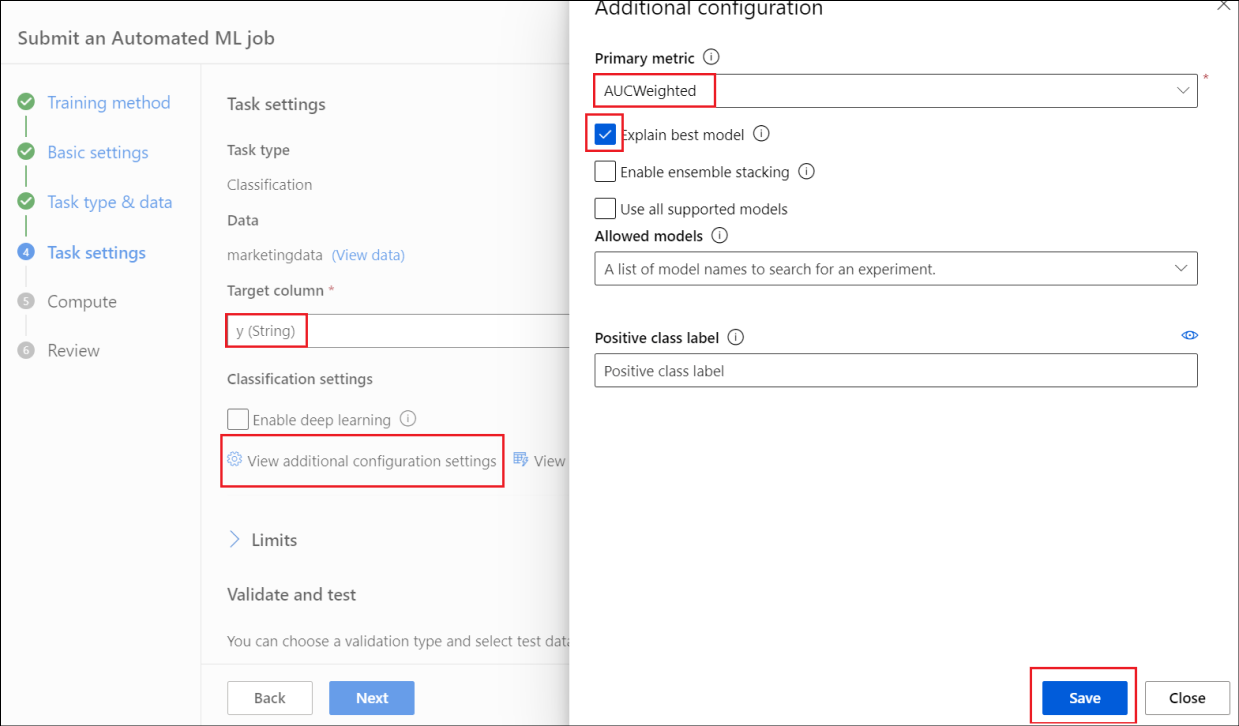 Submit an Automated ML job
Training method
Basic settings
Task type & data
4 Task settings
5 Compute
6 Review
Task settings
Task type
Classification
Data
marketingdata (View data)
Target column *
y (String)
Classification settings
Enable deep learning
View additional configuration settings View
Limits
Validate and test
You can choose a validation type and select test data
Back Next
Additional configuration
Primary metric
*
AUCWeighted
Explain best model
Enable ensemble stacking
Use all supported models
Allowed models
A list of model names to search for an experiment.
Positive class label
Positive class label
Save Close